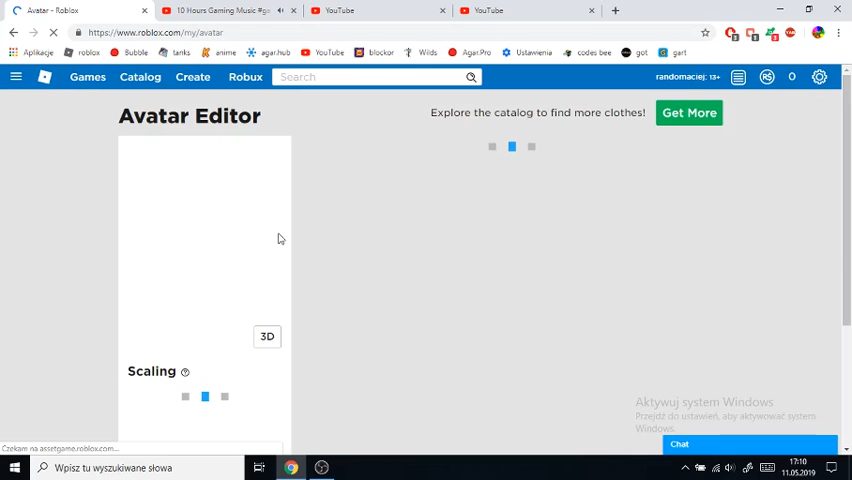 Avatar - Roblox
10 Hours Gaming Music #g
YouTube
YouTube
https://www.roblox.com/my/avatar
Aplikacje roblox Bubble tanks anime agar.hub YouTube blockor Wilds Agar.Pro Ustawienia codes bee got gart
Games Catalog Create Robux Search randomaciej: 13+ R$ 0
Avatar Editor
Explore the catalog to find more clothes! Get More
3D
Scaling
Aktywuj system Windows
Przejdź do ustawień, aby aktywować system
Windows.
Chat
Czekam na assetgame.roblox.com...
Wpisz tu wyszukiwane słowa
17:10
11.05.2019